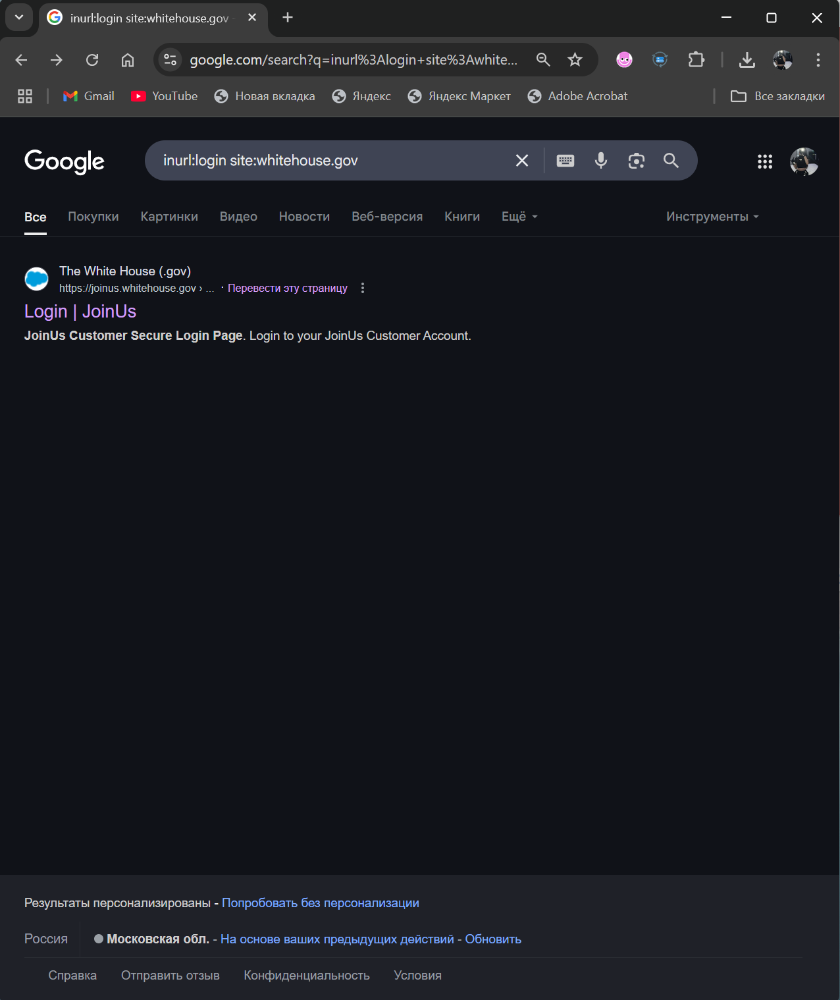 inurl:login site:whitehouse.gov
google.com/search?q=inurl%3Alogin+site%3Awhite...
Gmail
YouTube
Новая вкладка
Яндекс
Яндекс Маркет
Adobe Acrobat
Все закладки
Google
inurl:login site:whitehouse.gov
Все Покупки Картинки Видео Новости Веб-версия Книги Ещё Инструменты
The White House (.gov)
https://joinus.whitehouse.gov › ... · Перевести эту страницу
Login | JoinUs
JoinUs Customer Secure Login Page. Login to your JoinUs Customer Account.
Результаты персонализированы - Попробовать без персонализации
Россия Московская обл. - На основе ваших предыдущих действий - Обновить
Справка Отправить отзыв Конфиденциальность Условия